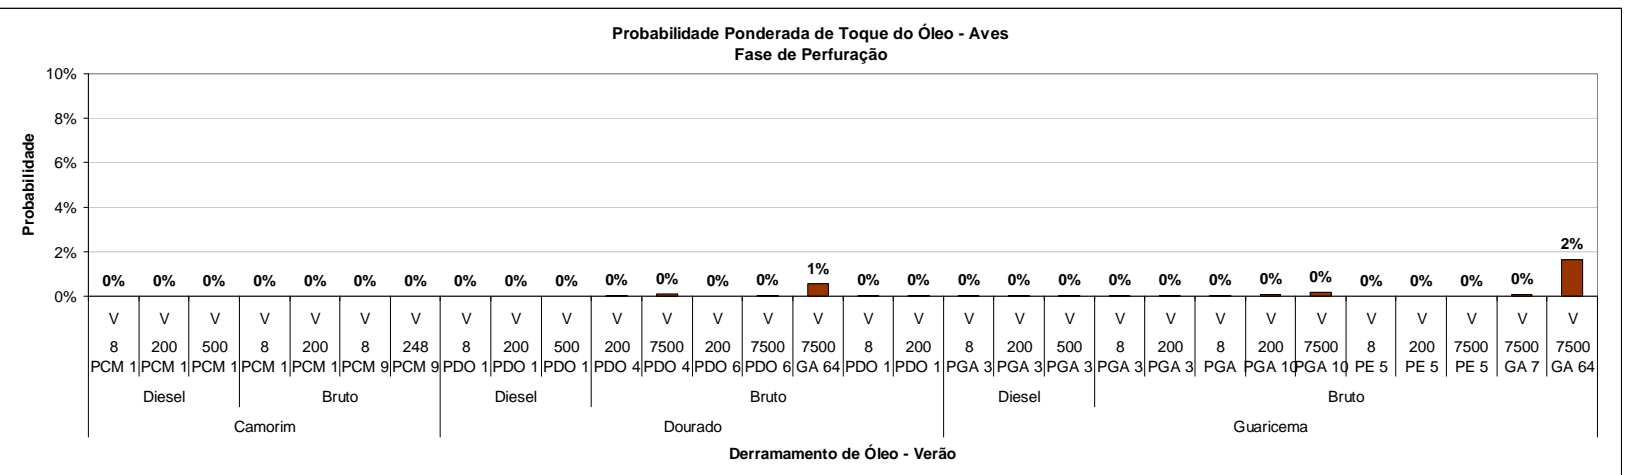 Probabilidade Ponderada de Toque do Óleo - Aves
Fase de Perfuração
10%
8%
6%
4%
2%
0%
Probabilidade
0% 0% 0% 0% 0% 0% 0% 0% 0% 0% 0% 0% 0% 0% 1% 0% 0% 0% 0% 0% 0% 0% 0% 0% 0% 0% 0% 0% 0% 2%
V V V V V V V V V V V V V V V V V V V V V V V V V V V V V V
8 200 500 8 200 8 248 8 200 500 200 7500 200 7500 7500 8 200 8 200 500 8 200 8 200 7500 8 200 7500 7500 7500
PCM 1 PCM 1 PCM 1 PCM 1 PCM 1 PCM 9 PCM 9 PDO 1 PDO 1 PDO 1 PDO 4 PDO 4 PDO 6 PDO 6 GA 64 PDO 1 PDO 1 PGA 3 PGA 3 PGA 3 PGA 3 PGA 3 PGA PGA 10 PGA 10 PE 5 PE 5 PE 5 GA 7 GA 64
Diesel Bruto Diesel Bruto Diesel Bruto
Camorim Dourado Guaricema
Derramamento de Óleo - Verão